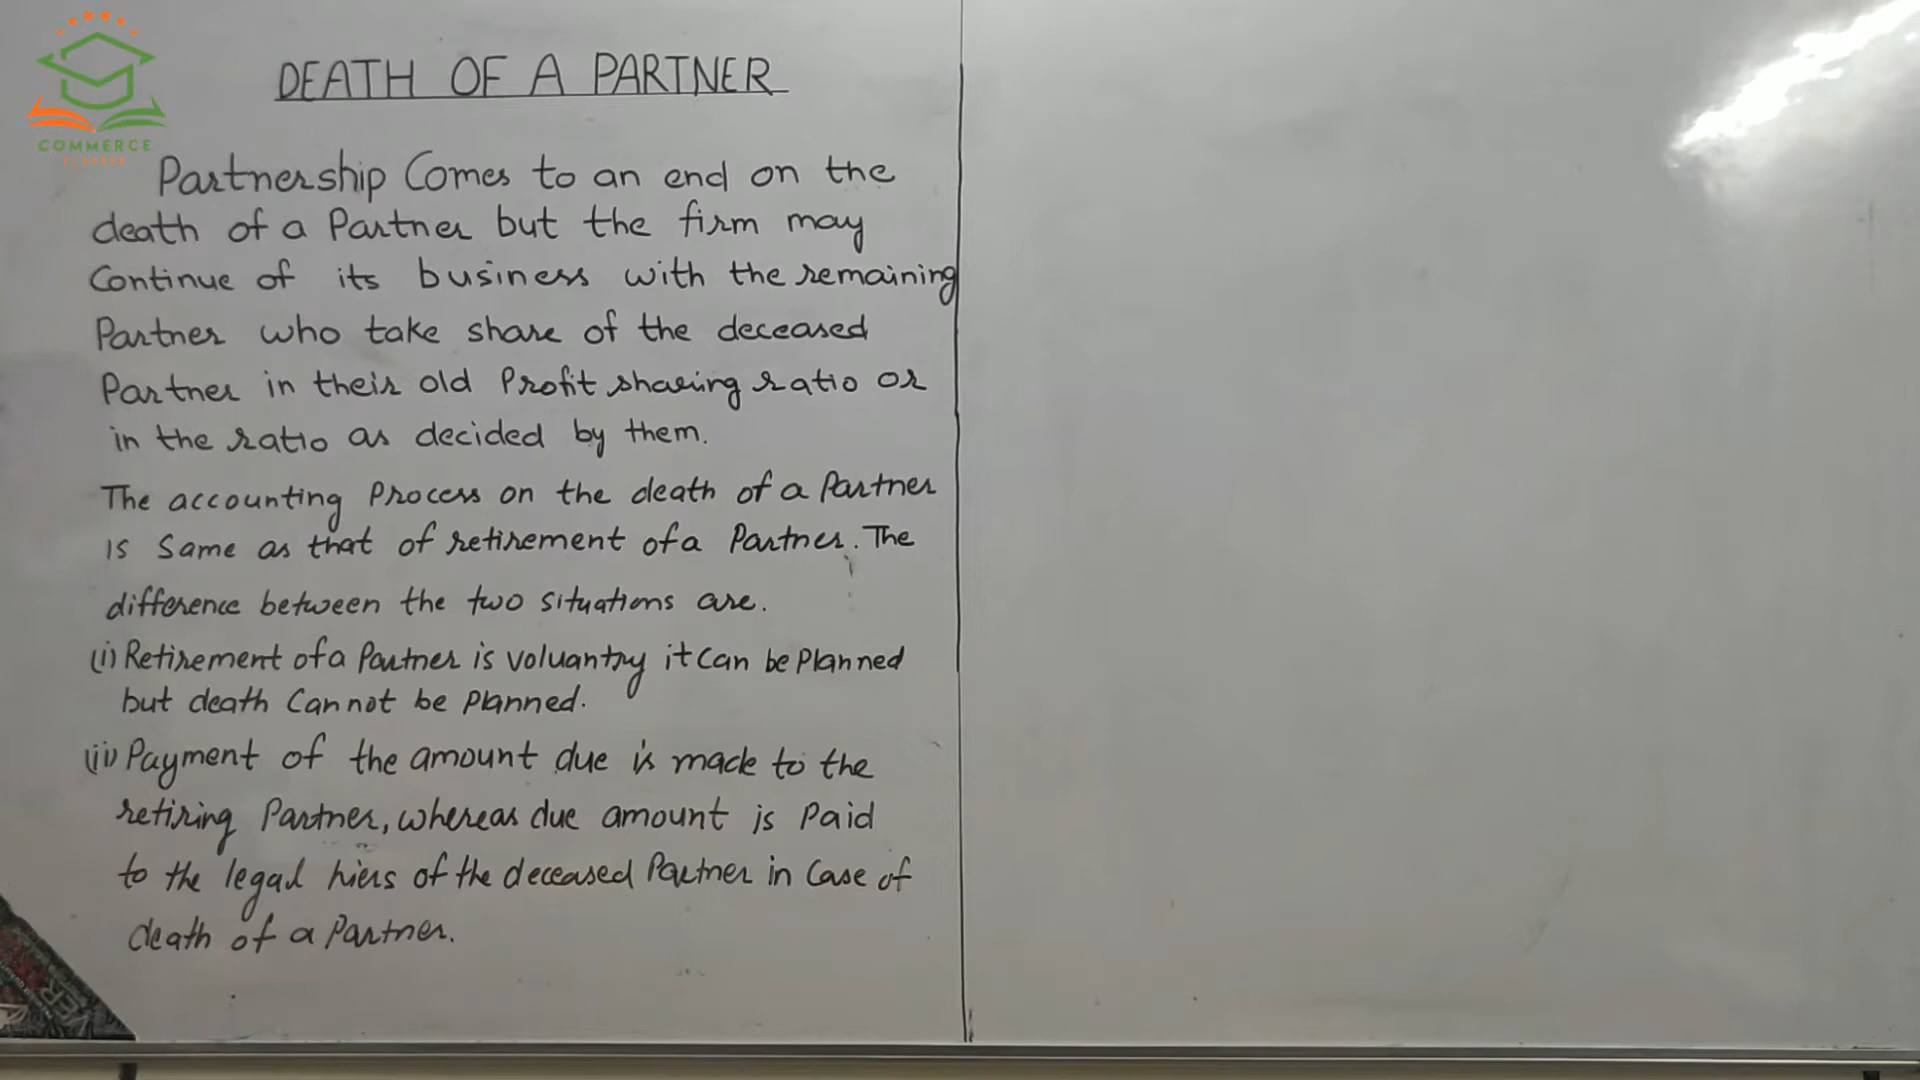 COMMERCE
DEATH OF A PARTNER
Partnership Comes to an end on the
death of a Partner but the firm may
Continue of its business with the remaining
Partner who take share of the deceased
Partner in their old Profit sharing ratio or
in the ratio as decided by them.
The accounting Process on the death of a Partner
is Same as that of retirement of a Partner. The
difference between the two situations are.
(i) Retirement of a Partner is voluantry it Can be Planned
but death Cannot be Planned.
(ii) Payment of the amount due is made to the
retiring Partner, whereas due amount is Paid
to the legal hiers of the deceased Partner in Case of
death of a Partner.